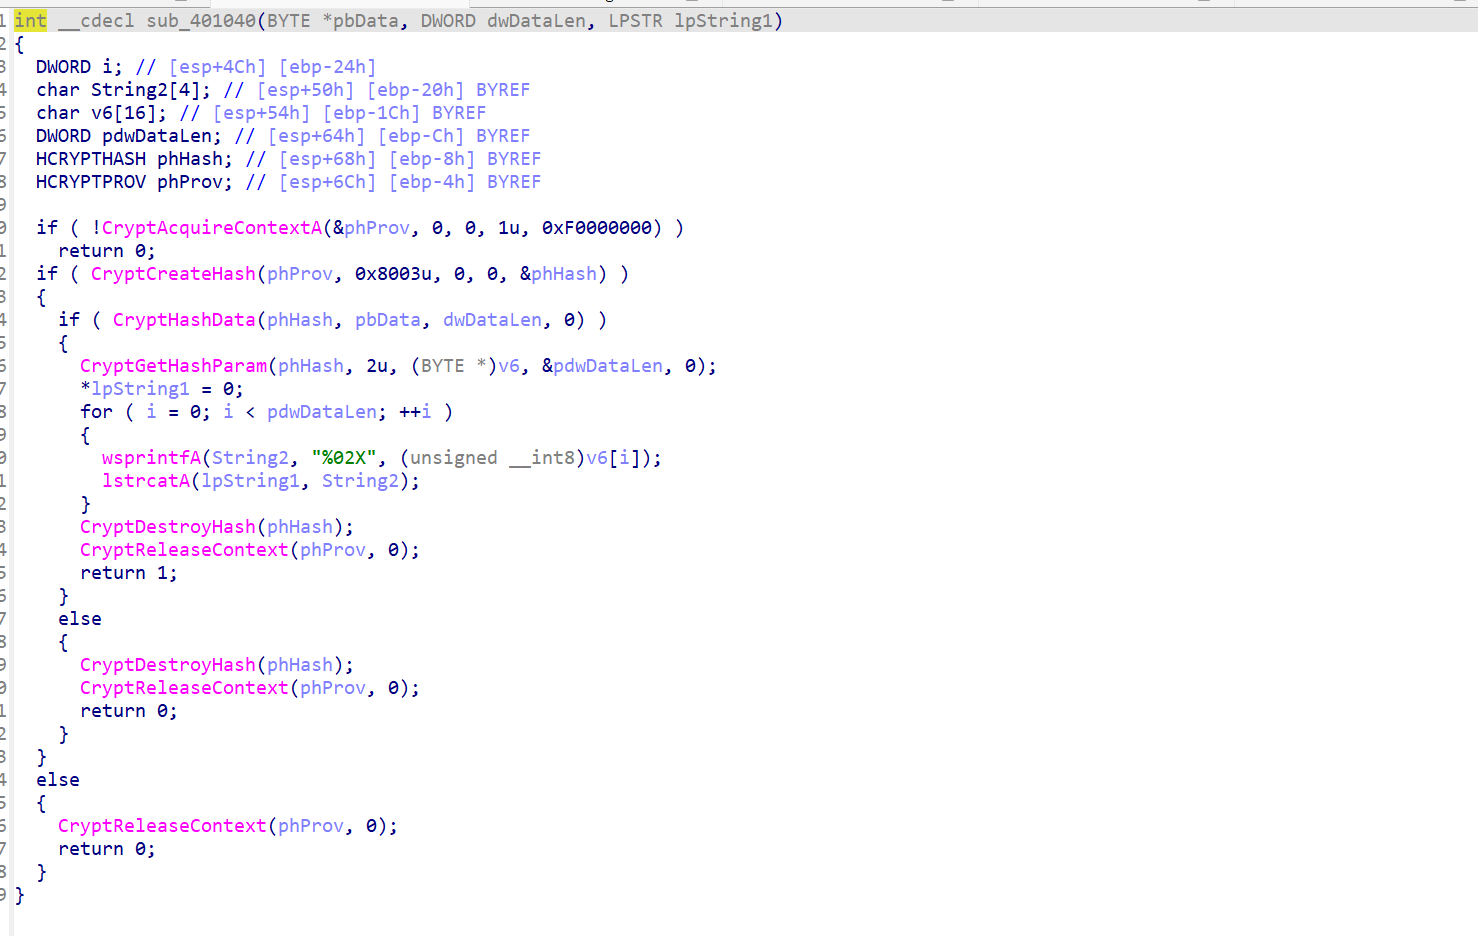 1 int __cdecl sub_401040(BYTE *pbData, DWORD dwDataLen, LPSTR lpString1)
2 {
3   DWORD i; // [esp+4Ch] [ebp-24h]
4   char String2[4]; // [esp+50h] [ebp-20h] BYREF
5   char v6[16]; // [esp+54h] [ebp-1Ch] BYREF
6   DWORD pdwDataLen; // [esp+64h] [ebp-Ch] BYREF
7   HCRYPTHASH phHash; // [esp+68h] [ebp-8h] BYREF
8   HCRYPTPROV phProv; // [esp+6Ch] [ebp-4h] BYREF
9
0   if ( !CryptAcquireContextA(&phProv, 0, 0, 1u, 0xF0000000) )
1     return 0;
2   if ( CryptCreateHash(phProv, 0x8003u, 0, 0, &phHash) )
3   {
4     if ( CryptHashData(phHash, pbData, dwDataLen, 0) )
5     {
6       CryptGetHashParam(phHash, 2u, (BYTE *)v6, &pdwDataLen, 0);
7       *lpString1 = 0;
8       for ( i = 0; i < pdwDataLen; ++i )
9       {
0         wsprintfA(String2, "%02X", (unsigned __int8)v6[i]);
1         lstrcatA(lpString1, String2);
2       }
3       CryptDestroyHash(phHash);
4       CryptReleaseContext(phProv, 0);
5       return 1;
6     }
7     else
8     {
9       CryptDestroyHash(phHash);
0       CryptReleaseContext(phProv, 0);
1       return 0;
2     }
3   }
4   else
5   {
6     CryptReleaseContext(phProv, 0);
7     return 0;
8   }
9 }